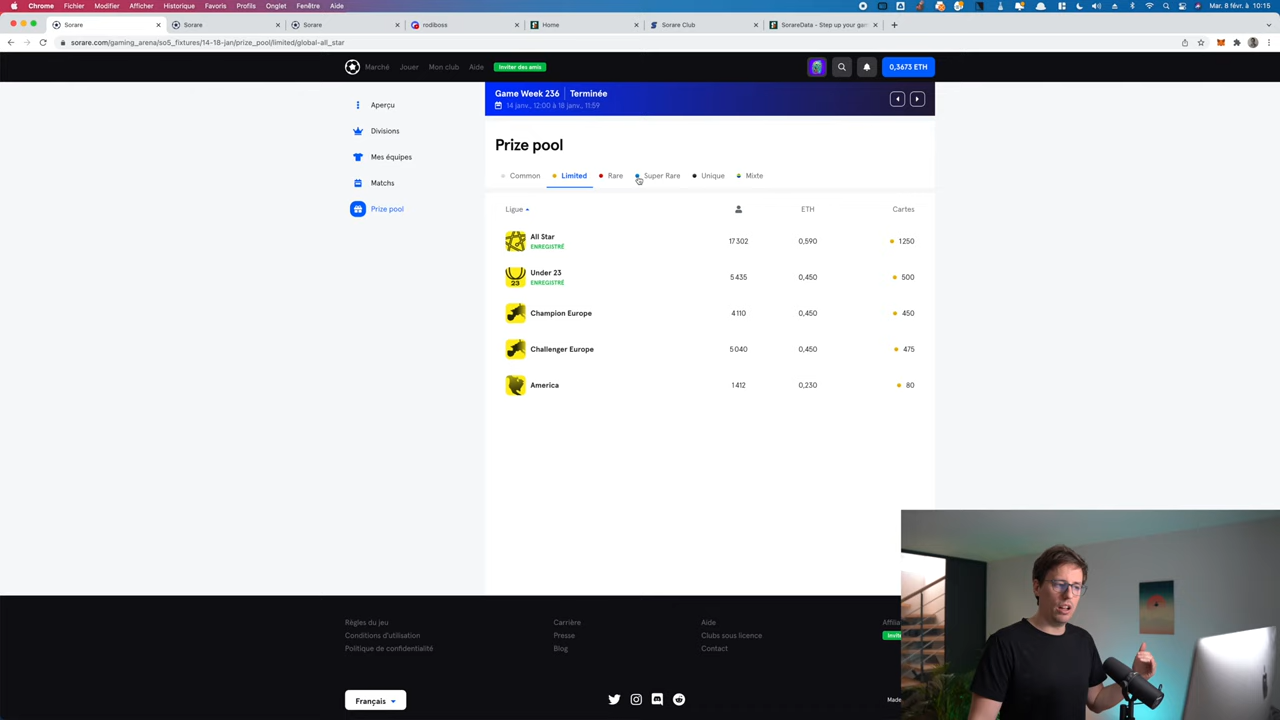 Chrome Fichier Modifier Afficher Historique Favoris Profils Onglet Fenêtre Aide Mar. 8 févr. à 10:15
Sorare Sorare Sorare rodiboss Home Sorare Club SorareData - Step up your gam
sorare.com/gaming_arena/so5_fixtures/14-18-jan/prize_pool/limited/global-all_star
Marché Jouer Mon club Aide Inviter des amis 0,3673 ETH
Game Week 236 Terminée
14 janv., 12:00 à 18 janv., 11:59
Aperçu
Divisions
Mes équipes
Matchs
Prize pool
Prize pool
Common Limited Rare Super Rare Unique Mixte
Ligue ETH Cartes
All Star 17 302 0,590 1 250
ENREGISTRÉ
Under 23 5 435 0,450 500
ENREGISTRÉ
Champion Europe 4 110 0,450 450
Challenger Europe 5 040 0,450 475
America 1 412 0,230 80
Règles du jeu Carrière Aide Affilia
Conditions d'utilisation Presse Clubs sous licence Invite
Politique de confidentialité Blog Contact
Français Made